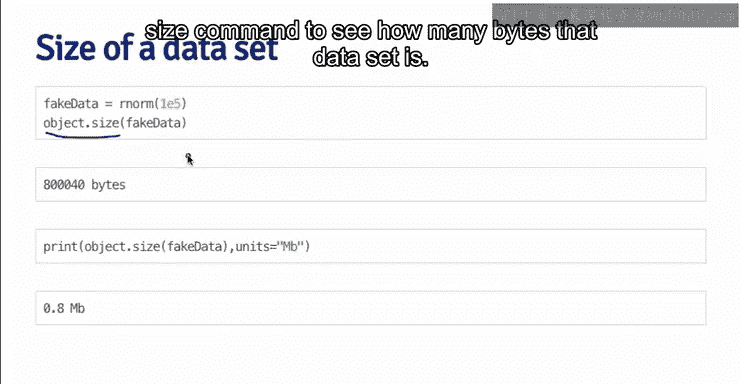 size command to see how many bytes that
data set is.
Size of a data set
fakeData = rnorm(1e5)
object.size(fakeData)
800040 bytes
print(object.size(fakeData),units="Mb")
0.8 Mb